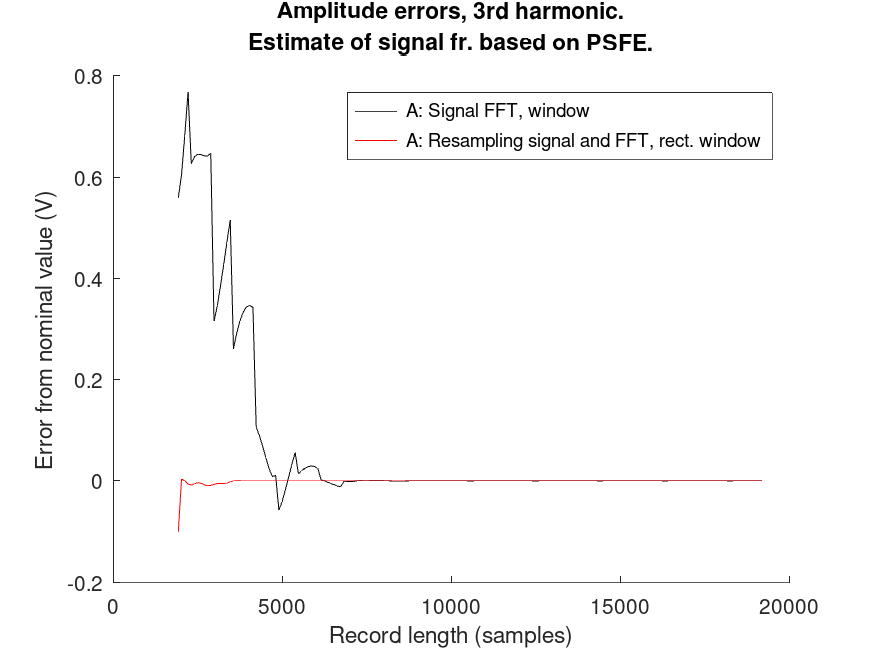 Amplitude errors, 3rd harmonic.
Estimate of signal fr. based on PSFE.
A: Signal FFT, window
A: Resampling signal and FFT, rect. window
Error from nominal value (V)
0.8
0.6
0.4
0.2
0
-0.2
0
5000
10000
15000
20000
Record length (samples)